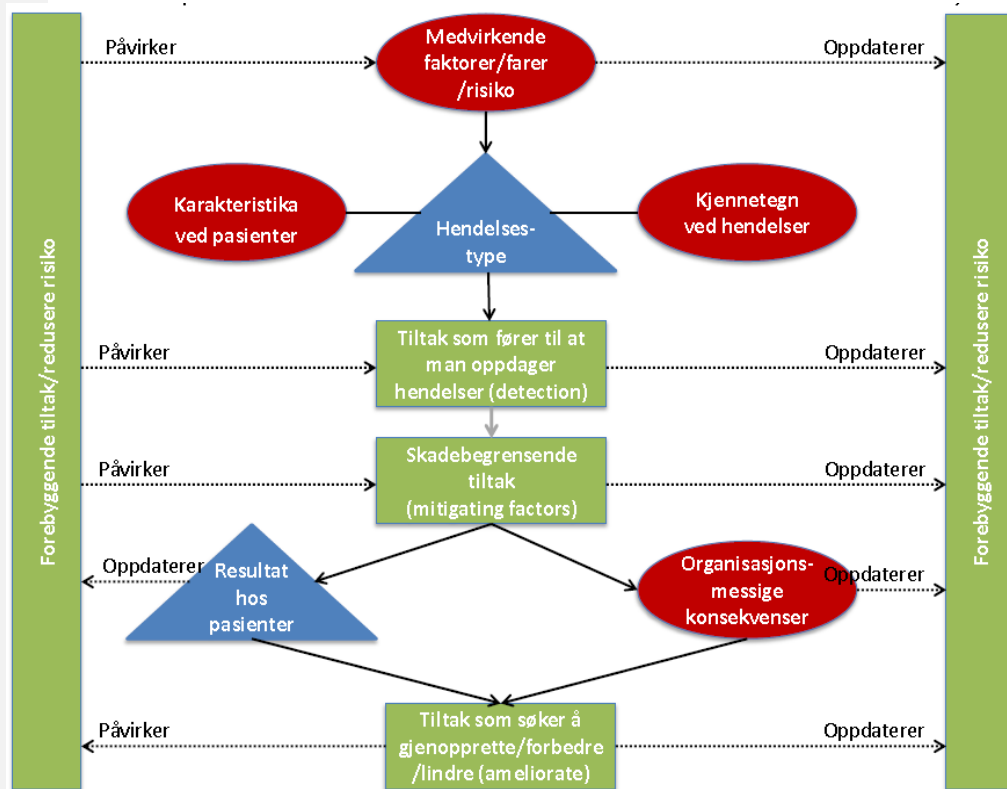 Påvirker
Medvirkende
faktorer/farer
/risiko
Oppdaterer
Karakteristika
ved pasienter
Hendelses-
type
Kjennetegn
ved hendelser
Påvirker
Tiltak som fører til at
man oppdager
hendelser (detection)
Oppdaterer
Påvirker
Skadebegrensende
tiltak
(mitigating factors)
Oppdaterer
Oppdaterer
Resultat
hos
pasienter
Organisasjons-
messige
konsekvenser
Oppdaterer
Påvirker
Tiltak som søker å
gjenopprette/forbedre
/lindre (ameliorate)
Oppdaterer
Forebyggende tiltak/redusere risiko
Forebyggende tiltak/redusere risiko